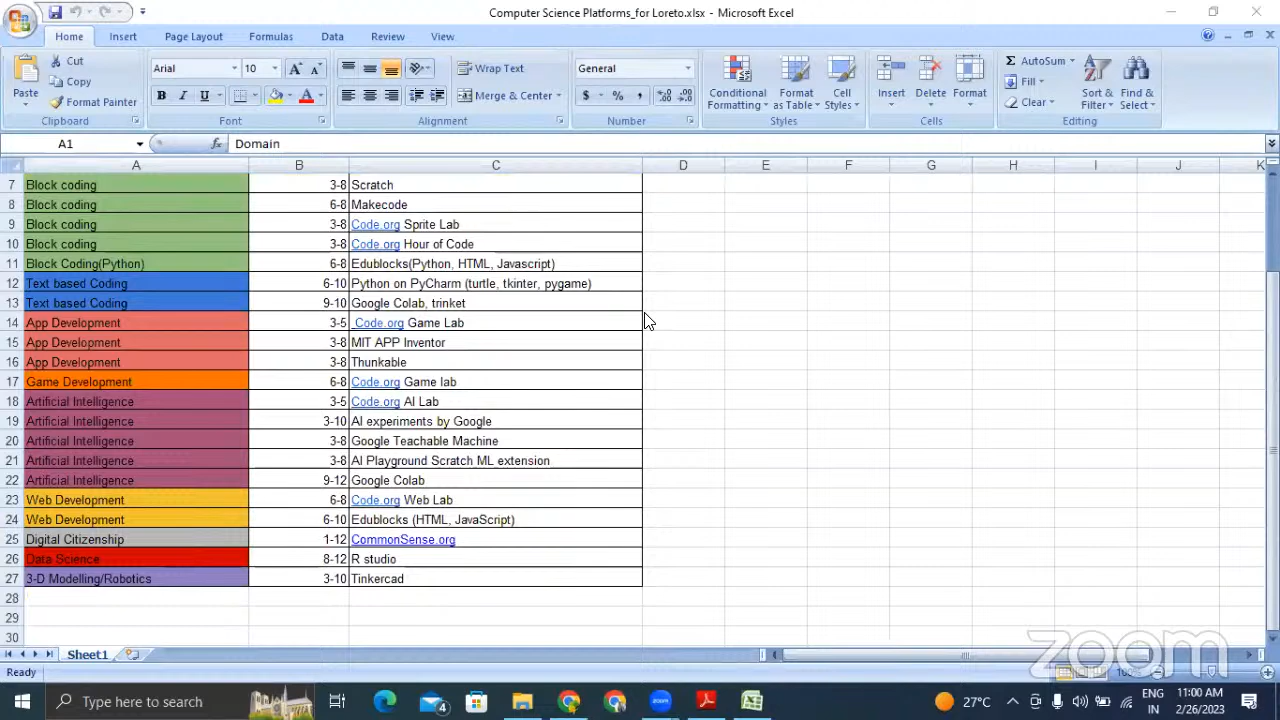 Computer Science Platforms_for Loreto.xlsx - Microsoft Excel
Home Insert Page Layout Formulas Data Review View
Paste Cut Arial 10 Wrap Text General Conditional Formatting Format as Table Cell Styles Insert Delete Format AutoSum Sort & Filter Find & Select
Copy Fill
Format Painter B I U A Merge & Center $ % , Clear
Clipboard Font Alignment Number Styles Cells Editing
A1 fx Domain
A B C D E F G H I J K
7 Block coding 3-8 Scratch
8 Block coding 6-8 Makecode
9 Block coding 3-8 Code.org Sprite Lab
10 Block coding 3-8 Code.org Hour of Code
11 Block Coding(Python) 6-8 Edublocks(Python, HTML, Javascript)
12 Text based Coding 6-10 Python on PyCharm (turtle, tkinter, pygame)
13 Text based Coding 9-10 Google Colab, trinket
14 App Development 3-5 Code.org Game Lab
15 App Development 3-8 MIT APP Inventor
16 App Development 3-8 Thunkable
17 Game Development 6-8 Code.org Game lab
18 Artificial Intelligence 3-5 Code.org AI Lab
19 Artificial Intelligence 3-10 AI experiments by Google
20 Artificial Intelligence 3-8 Google Teachable Machine
21 Artificial Intelligence 3-8 AI Playground Scratch ML extension
22 Artificial Intelligence 9-12 Google Colab
23 Web Development 6-8 Code.org Web Lab
24 Web Development 6-10 Edublocks (HTML, JavaScript)
25 Digital Citizenship 1-12 CommonSense.org
26 Data Science 8-12 R studio
27 3-D Modelling/Robotics 3-10 Tinkercad
28
29
30
Sheet1
zoom
Ready 100%
Type here to search 4 zoom 27°C ENG IN 11:00 AM 2/26/2023